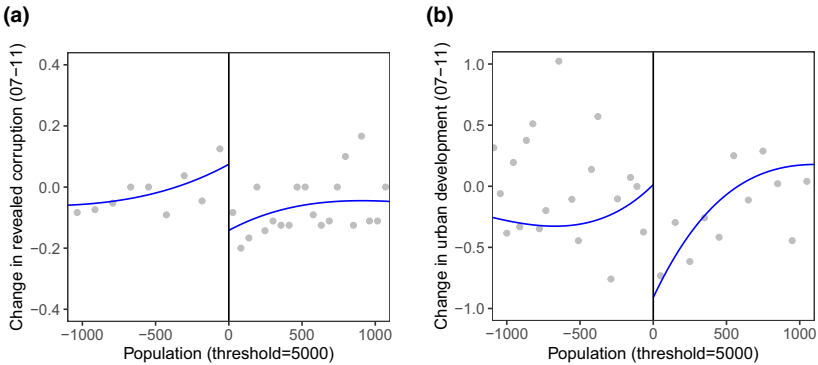 (a)
Change in revealed corruption (07−11)
0.4
0.2
0.0
−0.2
−0.4
−1000 −500 0 500 1000
Population (threshold=5000)
(b)
Change in urban development (07−11)
1.0
0.5
0.0
−0.5
−1.0
−1000 −500 0 500 1000
Population (threshold=5000)